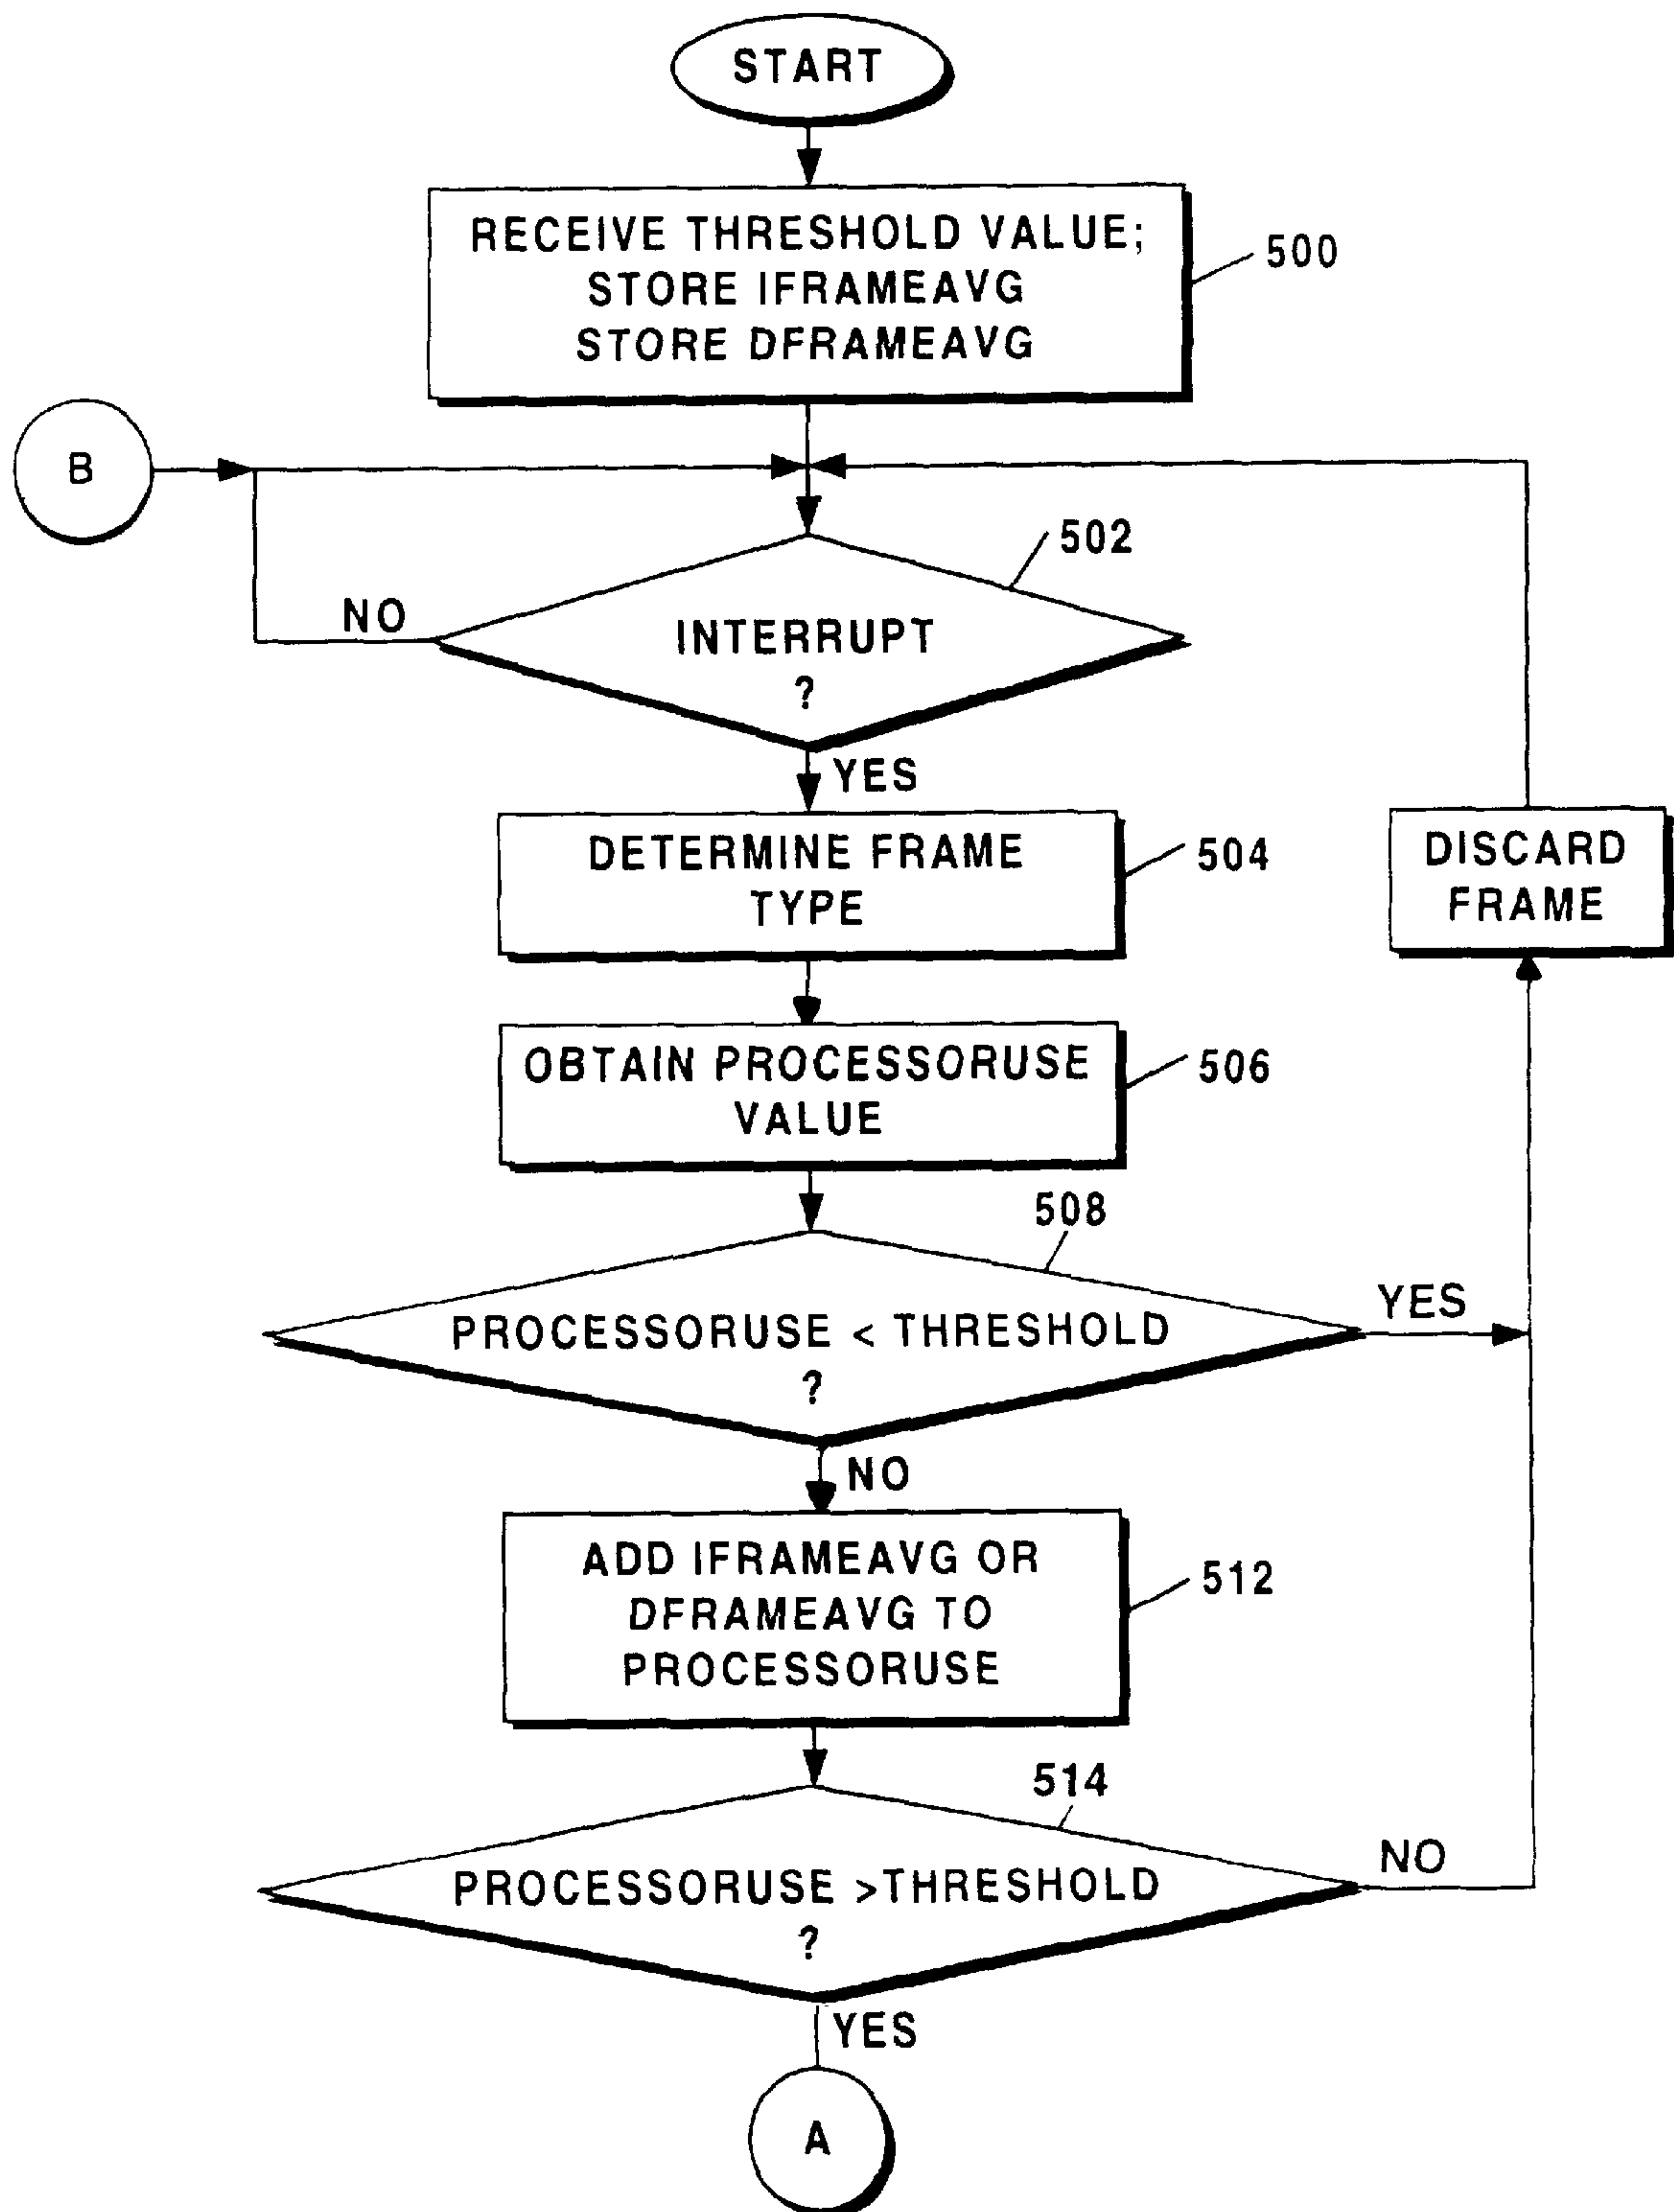 START
RECEIVE THRESHOLD VALUE;
STORE IFRAMEAVG
STORE DFRAMEAVG
500
B
502
NO
INTERRUPT
?
YES
DETERMINE FRAME
TYPE
504
DISCARD
FRAME
OBTAIN PROCESSORUSE
VALUE
506
508
PROCESSORUSE < THRESHOLD
?
YES
NO
ADD IFRAMEAVG OR
DFRAMEAVG TO
PROCESSORUSE
512
514
PROCESSORUSE >THRESHOLD
?
NO
YES
A